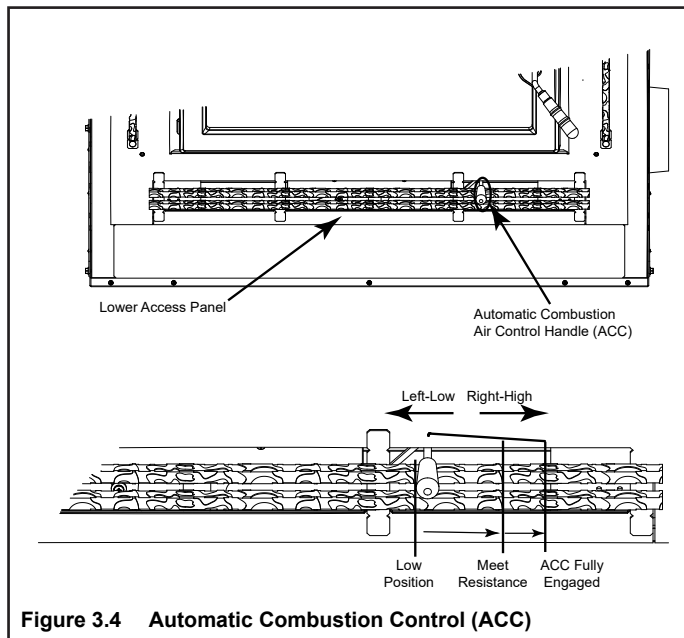 Lower Access Panel
Automatic Combustion
Air Control Handle (ACC)
Left-Low Right-High
Low
Position
Meet
Resistance
ACC Fully
Engaged
Figure 3.4 Automatic Combustion Control (ACC)